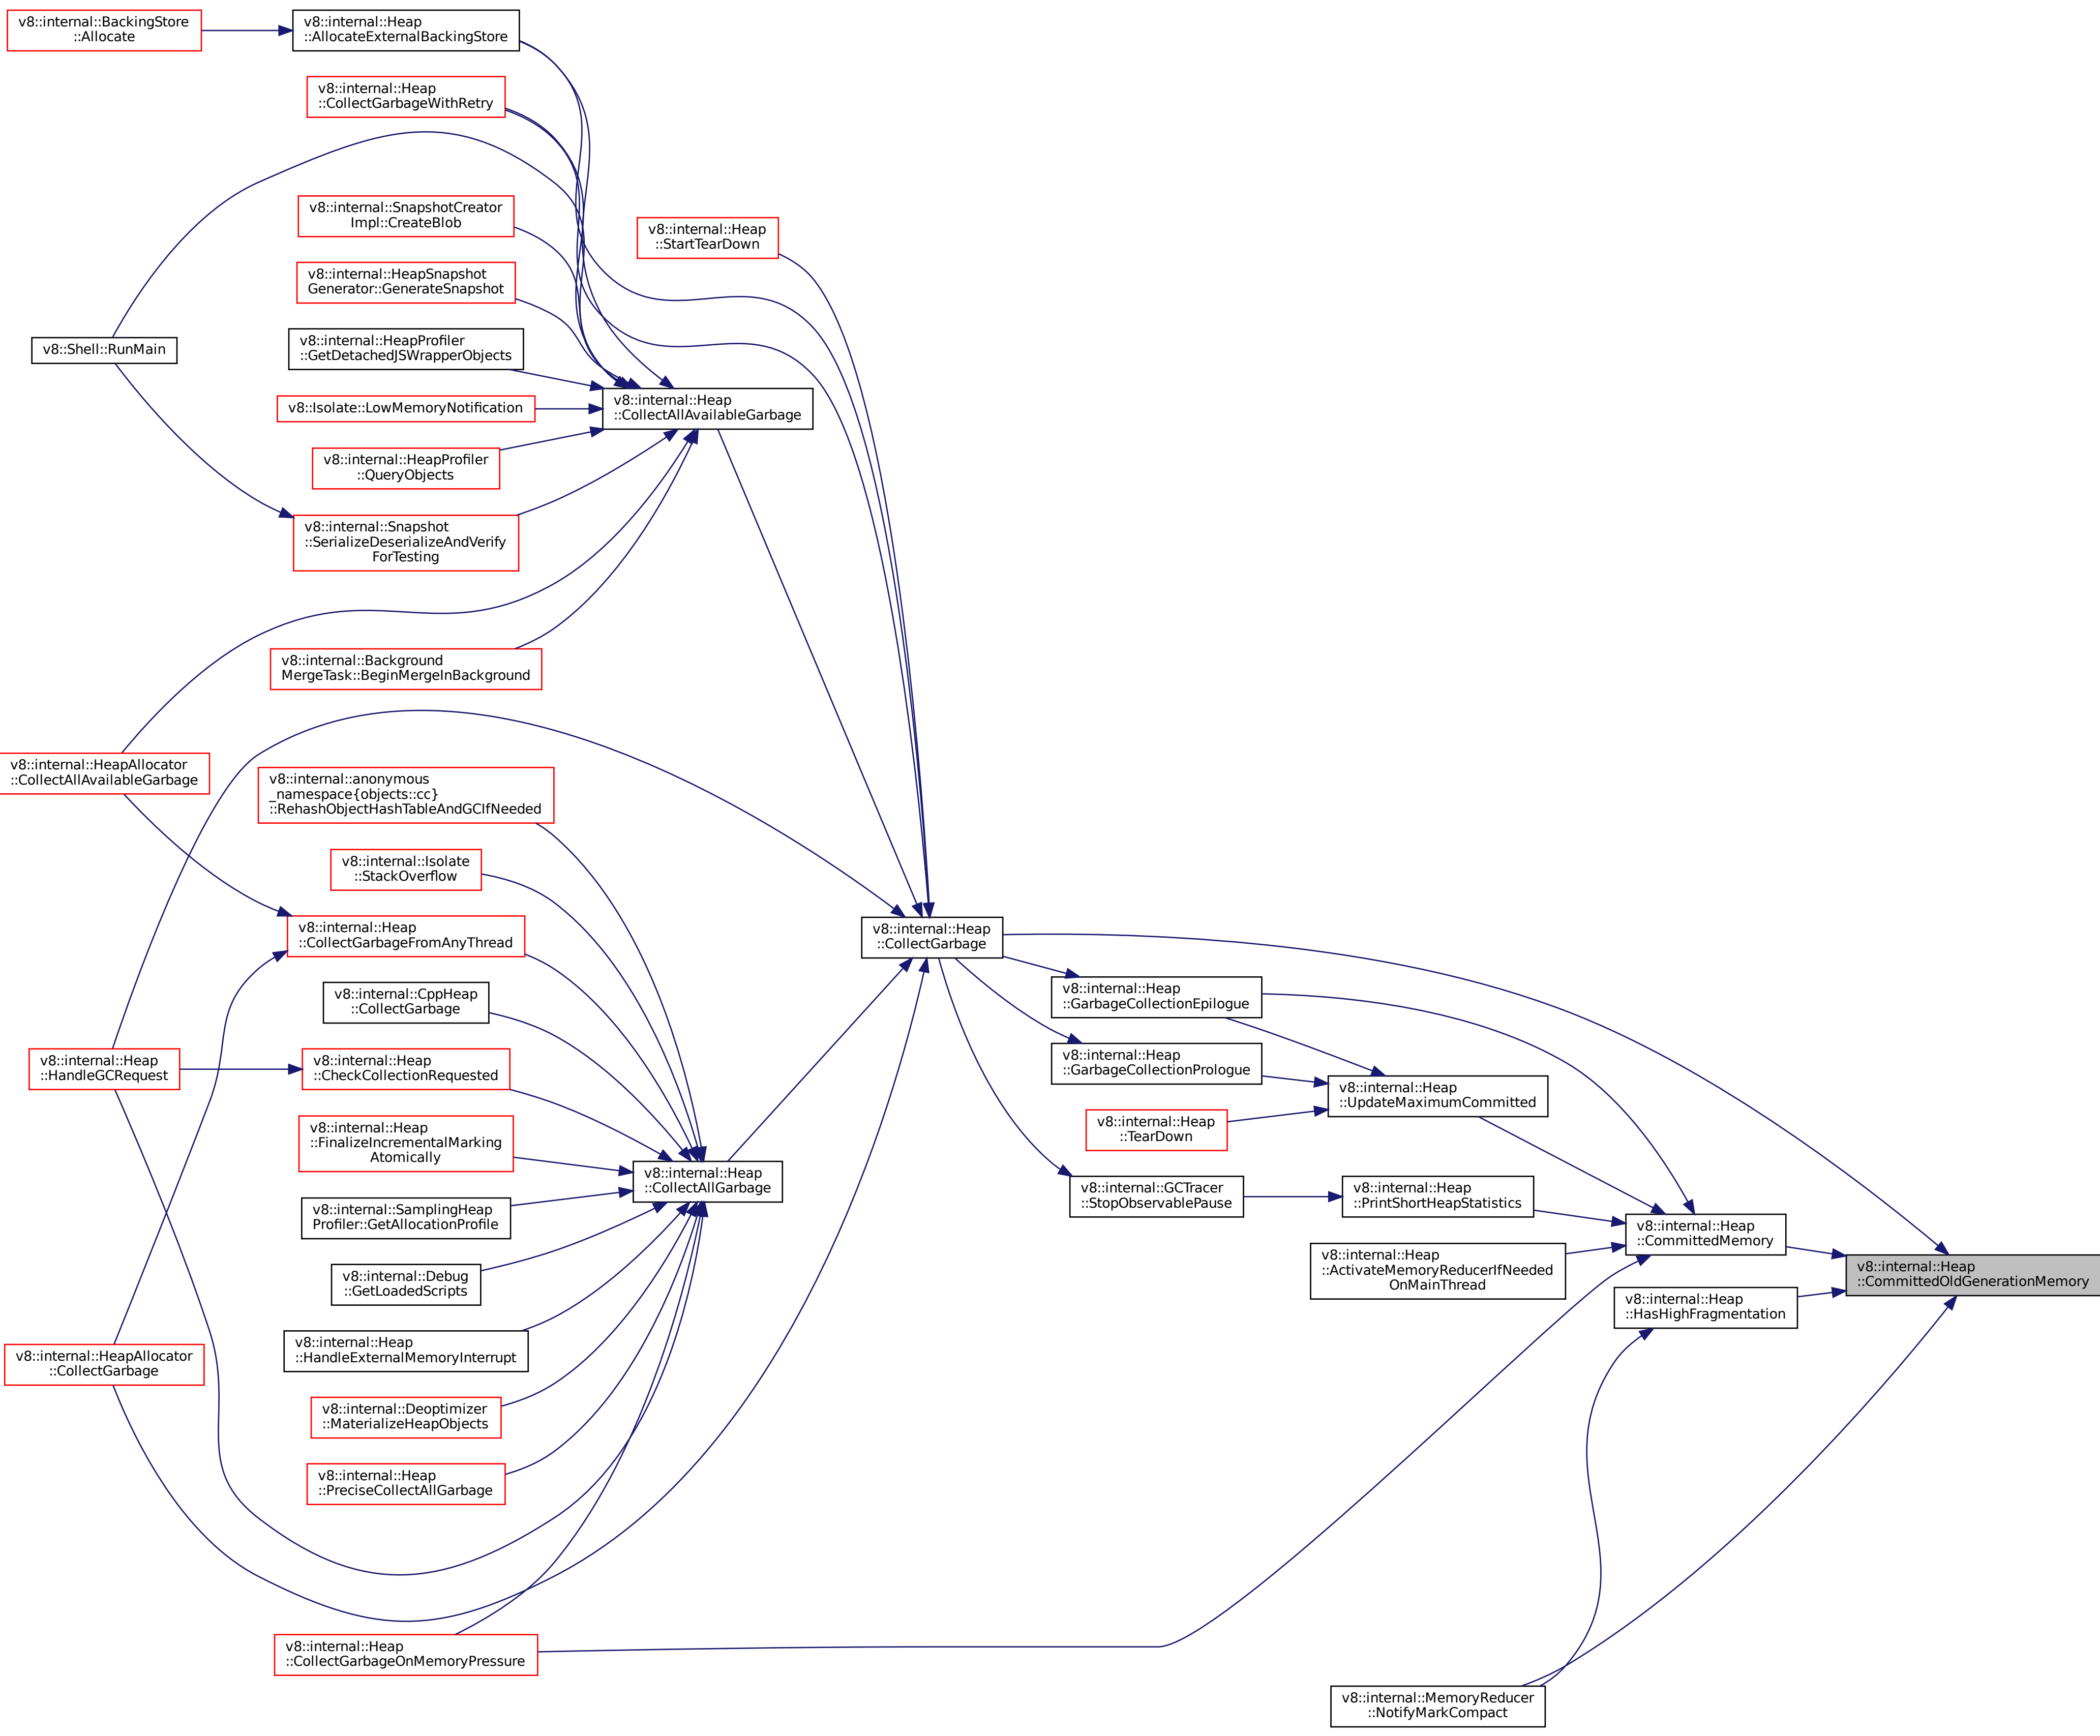 v8::internal::BackingStore
::Allocate
v8::internal::Heap
::AllocateExternalBackingStore
v8::internal::Heap
::CollectGarbageWithRetry
v8::internal::SnapshotCreator
Impl::CreateBlob
v8::internal::Heap
::StartTearDown
v8::internal::HeapSnapshot
Generator::GenerateSnapshot
v8::Shell::RunMain
v8::internal::HeapProfiler
::GetDetachedJSWrapperObjects
v8::Isolate::LowMemoryNotification
v8::internal::Heap
::CollectAllAvailableGarbage
v8::internal::HeapProfiler
::QueryObjects
v8::internal::Snapshot
::SerializeDeserializeAndVerify
ForTesting
v8::internal::Background
MergeTask::BeginMergeInBackground
v8::internal::HeapAllocator
::CollectAllAvailableGarbage
v8::internal::anonymous
_namespace{objects::cc}
::RehashObjectHashTableAndGCIfNeeded
v8::internal::Isolate
::StackOverflow
v8::internal::Heap
::CollectGarbageFromAnyThread
v8::internal::Heap
::CollectGarbage
v8::internal::CppHeap
::CollectGarbage
v8::internal::Heap
::GarbageCollectionEpilogue
v8::internal::Heap
::HandleGCRequest
v8::internal::Heap
::CheckCollectionRequested
v8::internal::Heap
::GarbageCollectionPrologue
v8::internal::Heap
::UpdateMaximumCommitted
v8::internal::Heap
::FinalizeIncrementalMarking
Atomically
v8::internal::Heap
::TearDown
v8::internal::Heap
::CollectAllGarbage
v8::internal::GCTracer
::StopObservablePause
v8::internal::Heap
::PrintShortHeapStatistics
v8::internal::SamplingHeap
Profiler::GetAllocationProfile
v8::internal::Heap
::CommittedMemory
v8::internal::Heap
::ActivateMemoryReducerIfNeeded
OnMainThread
v8::internal::Heap
::CommittedOldGenerationMemory
v8::internal::Debug
::GetLoadedScripts
v8::internal::Heap
::HasHighFragmentation
v8::internal::Heap
::HandleExternalMemoryInterrupt
v8::internal::HeapAllocator
::CollectGarbage
v8::internal::Deoptimizer
::MaterializeHeapObjects
v8::internal::Heap
::PreciseCollectAllGarbage
v8::internal::Heap
::CollectGarbageOnMemoryPressure
v8::internal::MemoryReducer
::NotifyMarkCompact